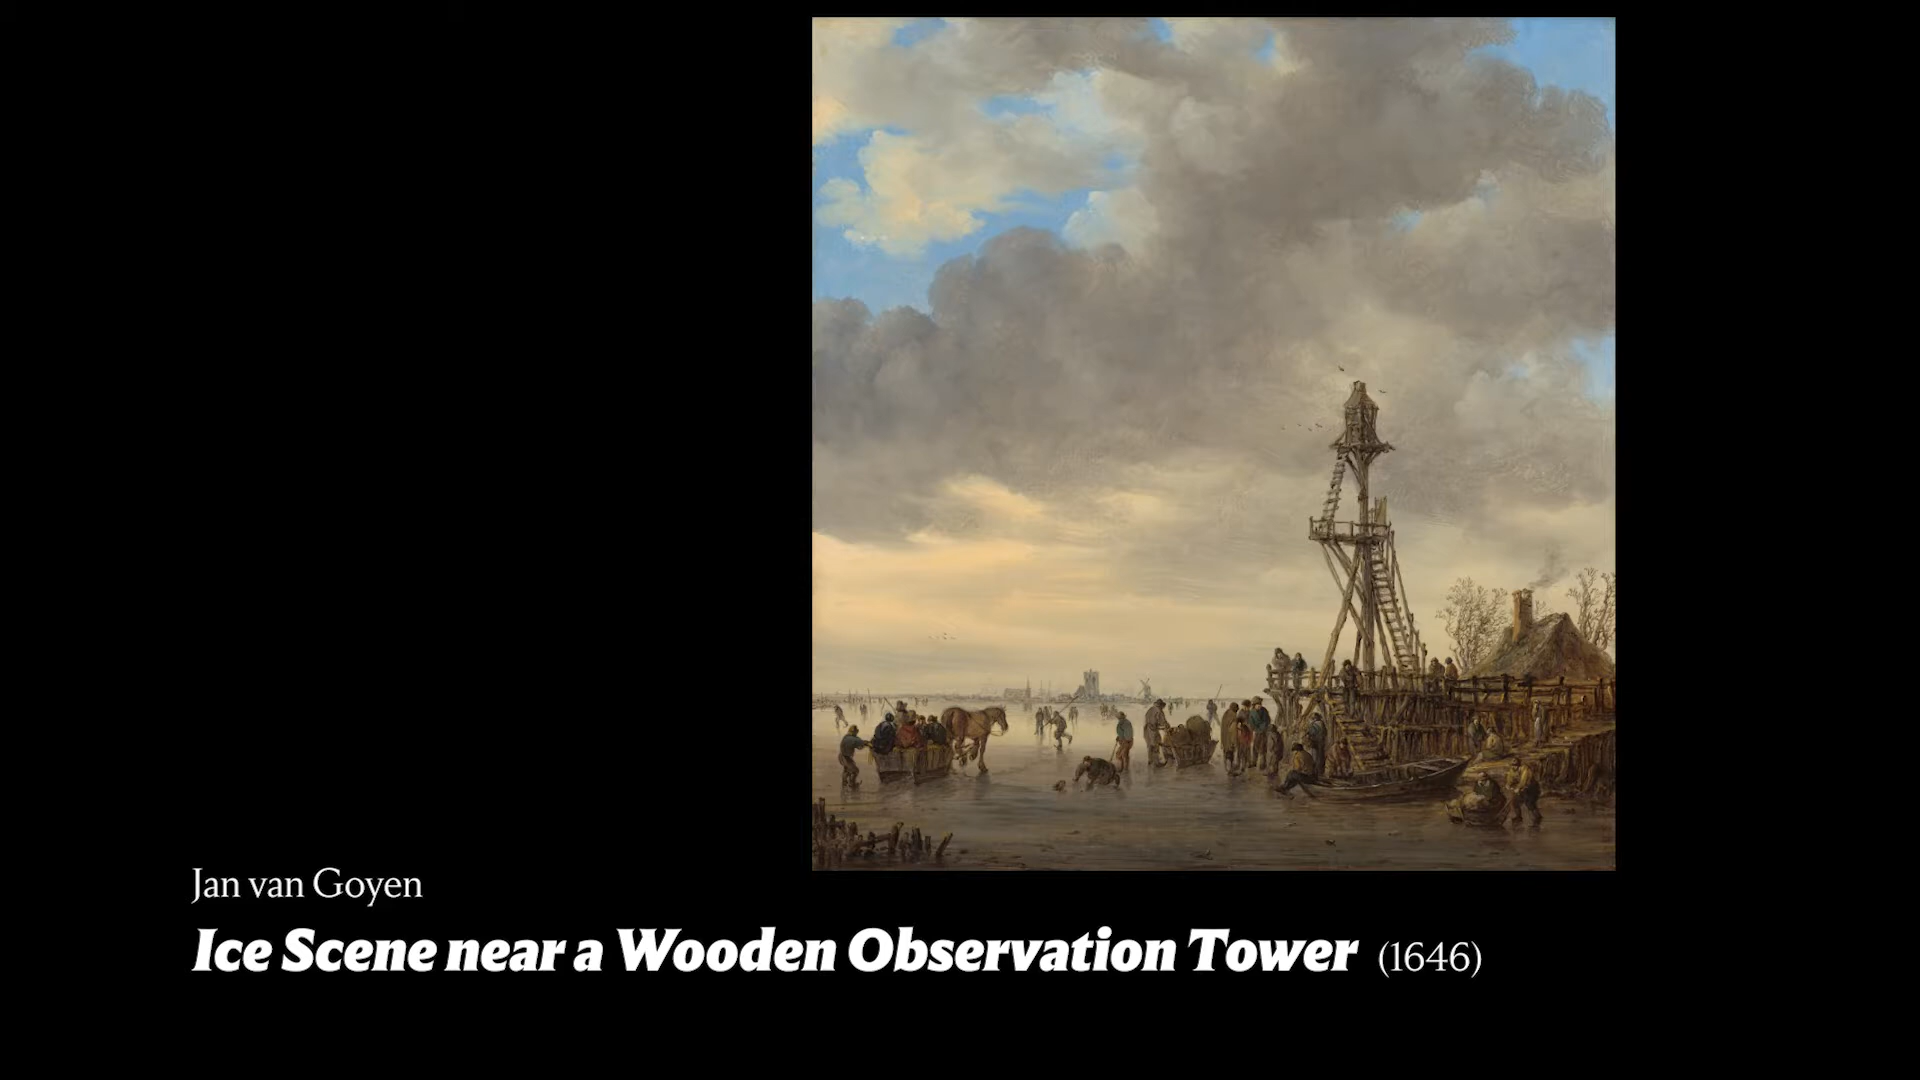 Jan van Goyen
Ice Scene near a Wooden Observation Tower (1646)